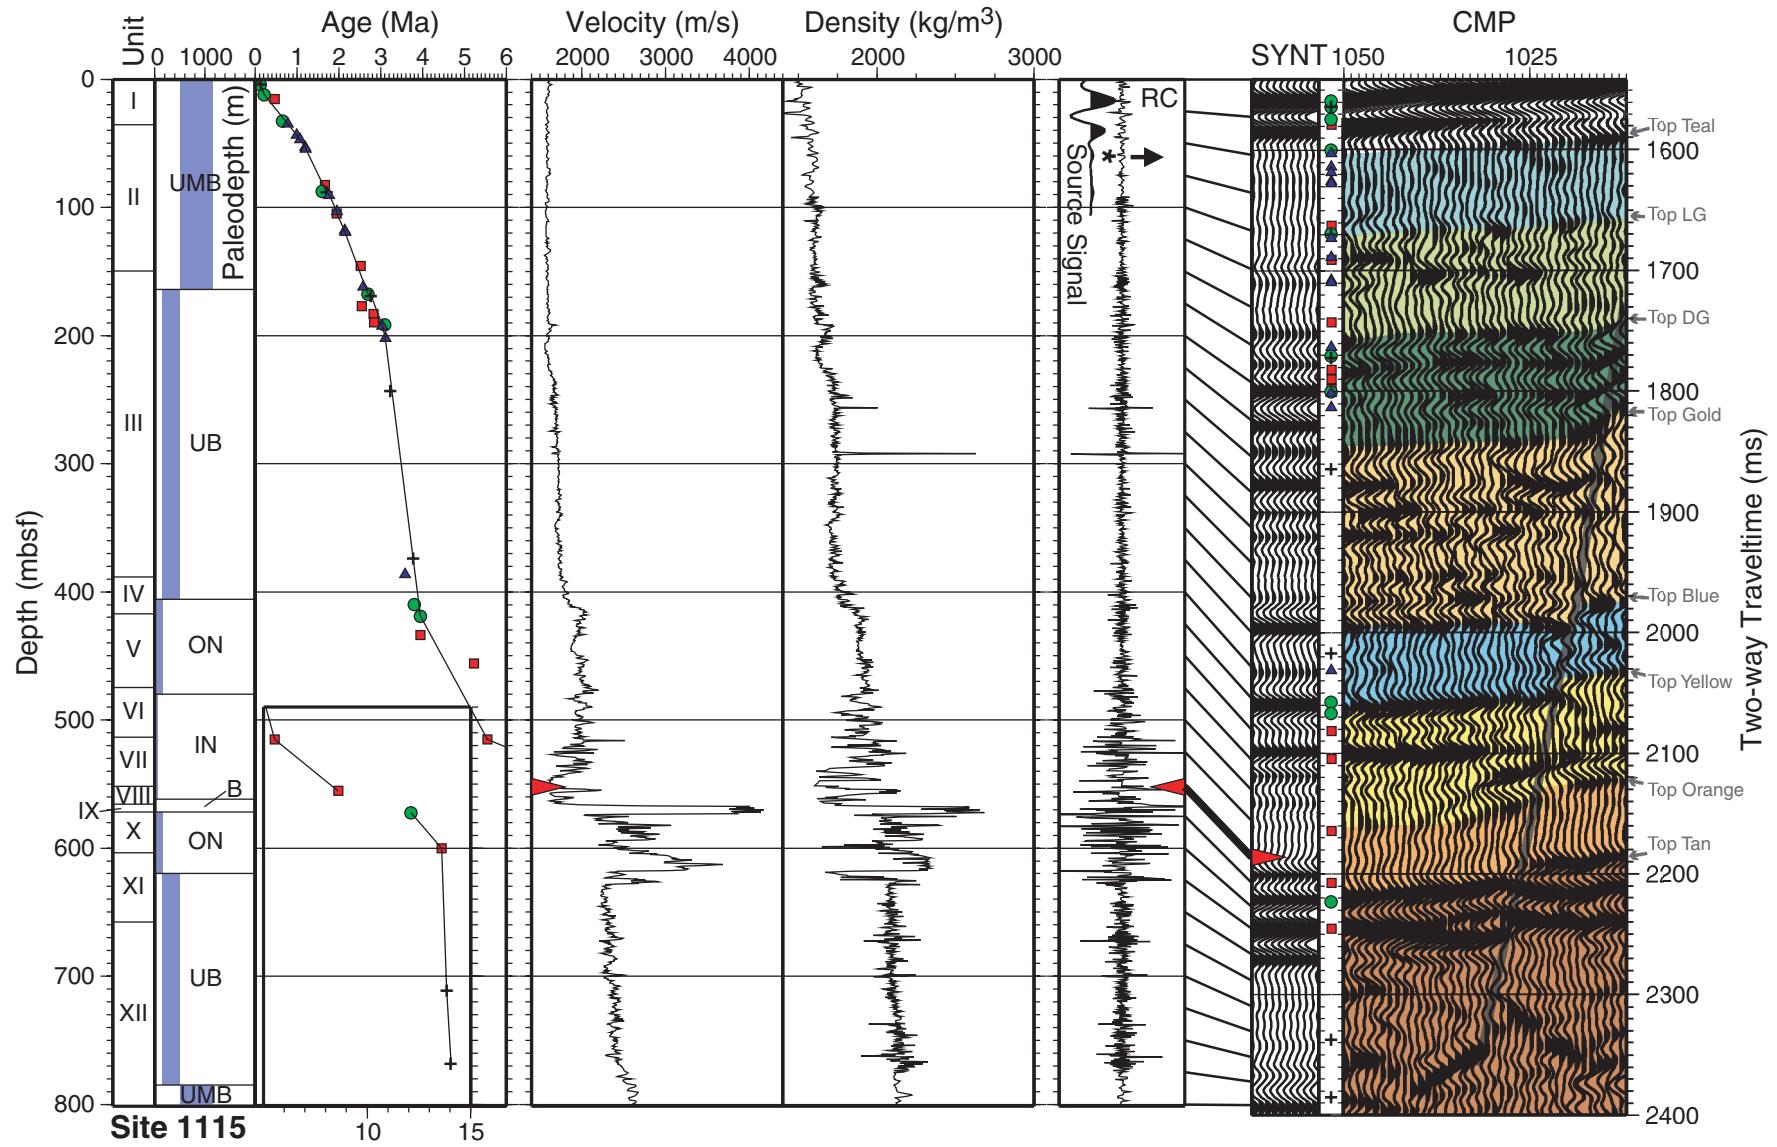 Age (Ma)
Velocity (m/s)
Density (kg/m3)
CMP
Unit
0 1000
0 1 2 3 4 5 6
2000 3000 4000
2000 3000
SYNT
1050 1025
Paleodepth (m)
RC
Source Signal
*
Depth (mbsf)
0
100
200
300
400
500
600
700
800
I
II
III
IV
V
VI
VII
VIII
IX
X
XI
XII
UMB
UB
ON
IN
B
ON
UB
UMB
Top Teal
1600
Top LG
1700
Top DG
1800
Top Gold
1900
Top Blue
2000
Top Yellow
2100
Top Orange
Top Tan
2200
2300
2400
Two-way Traveltime (ms)
Site 1115
10 15